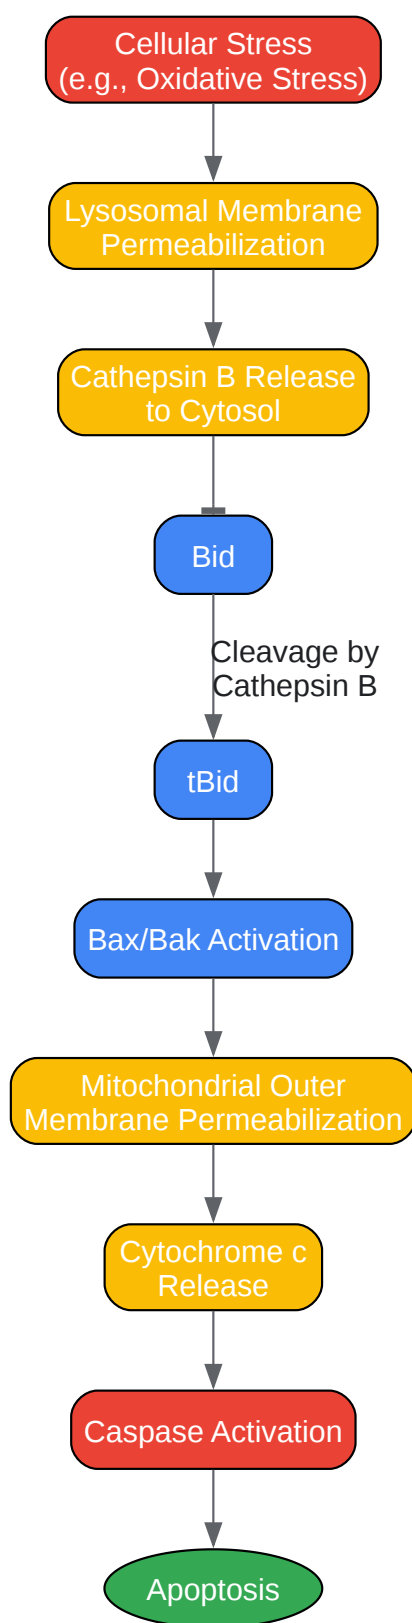 Cellular Stress
(e.g., Oxidative Stress)
Lysosomal Membrane
Permeabilization
Cathepsin B Release
to Cytosol
Bid
Cleavage by
Cathepsin B
tBid
Bax/Bak Activation
Mitochondrial Outer
Membrane Permeabilization
Cytochrome c
Release
Caspase Activation
Apoptosis